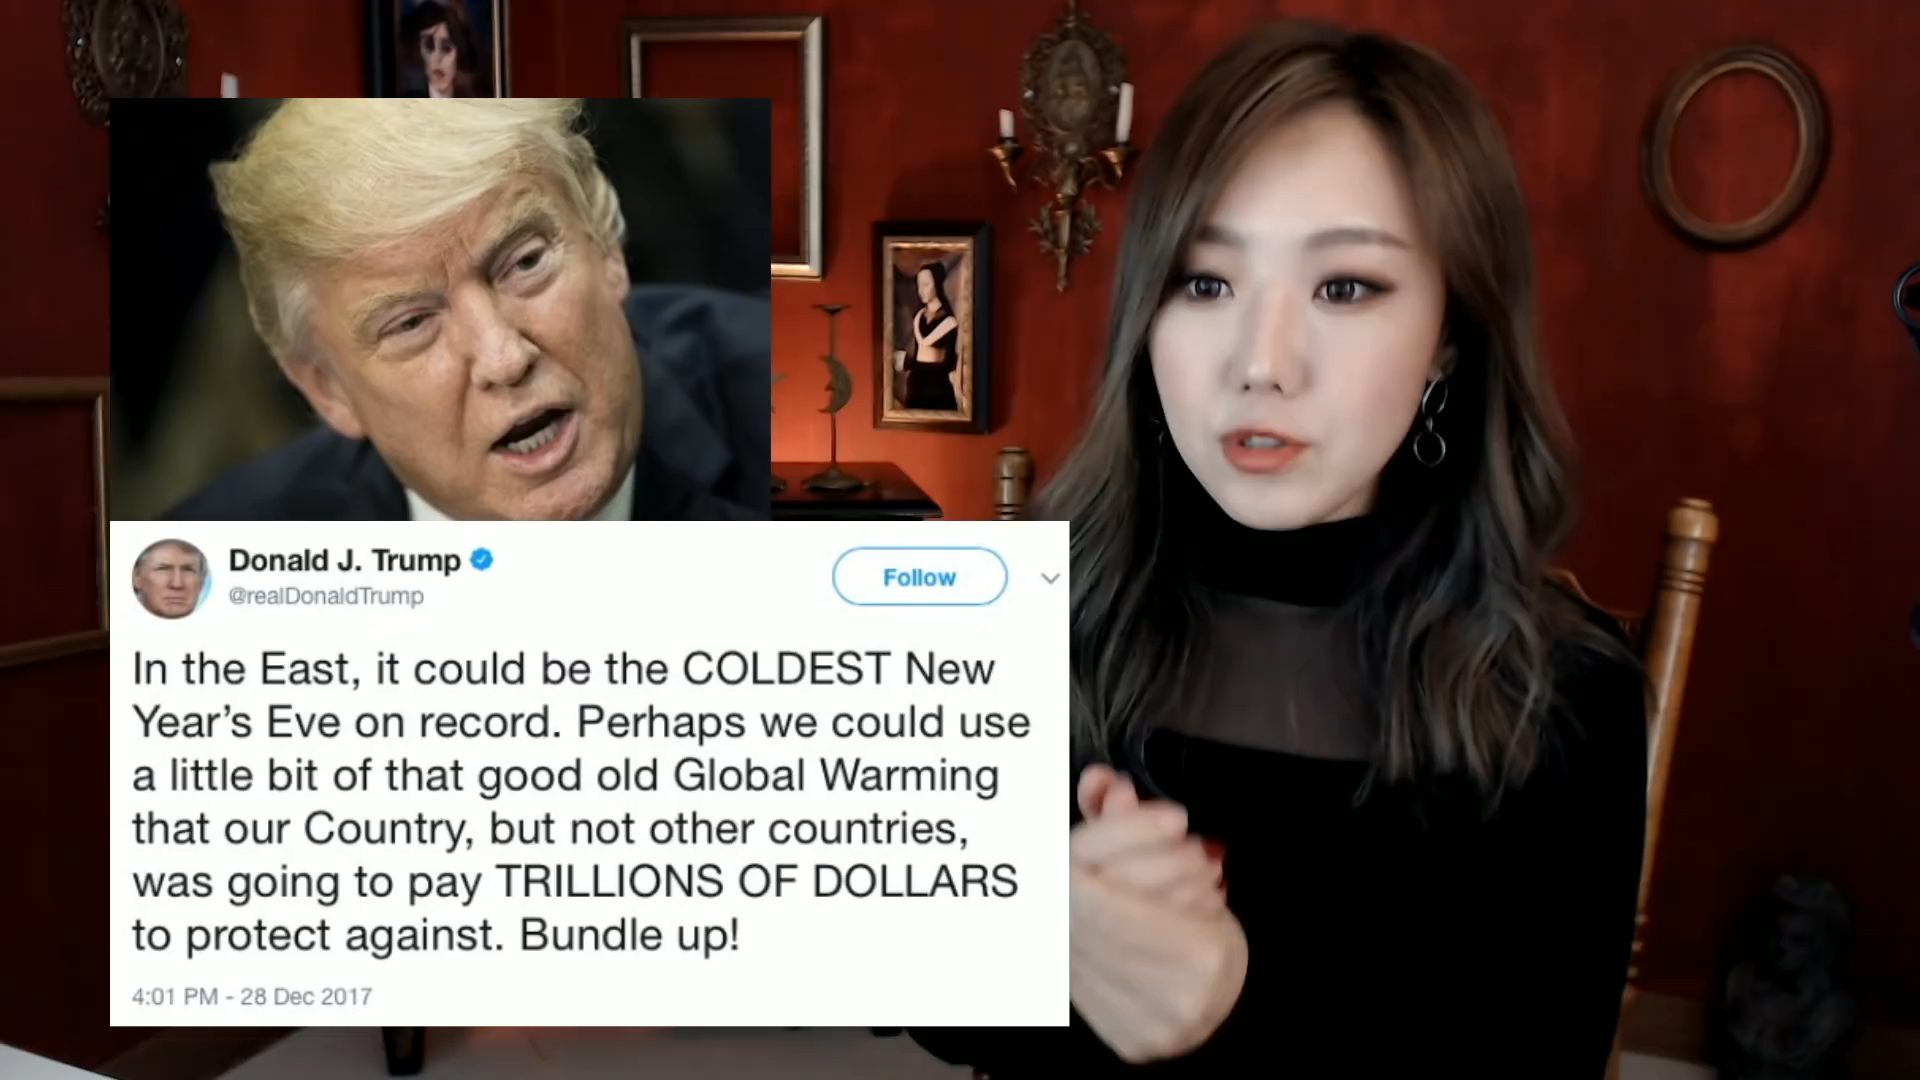 Donald J. Trump
@realDonaldTrump
Follow
In the East, it could be the COLDEST New
Year’s Eve on record. Perhaps we could use
a little bit of that good old Global Warming
that our Country, but not other countries,
was going to pay TRILLIONS OF DOLLARS
to protect against. Bundle up!
4:01 PM - 28 Dec 2017